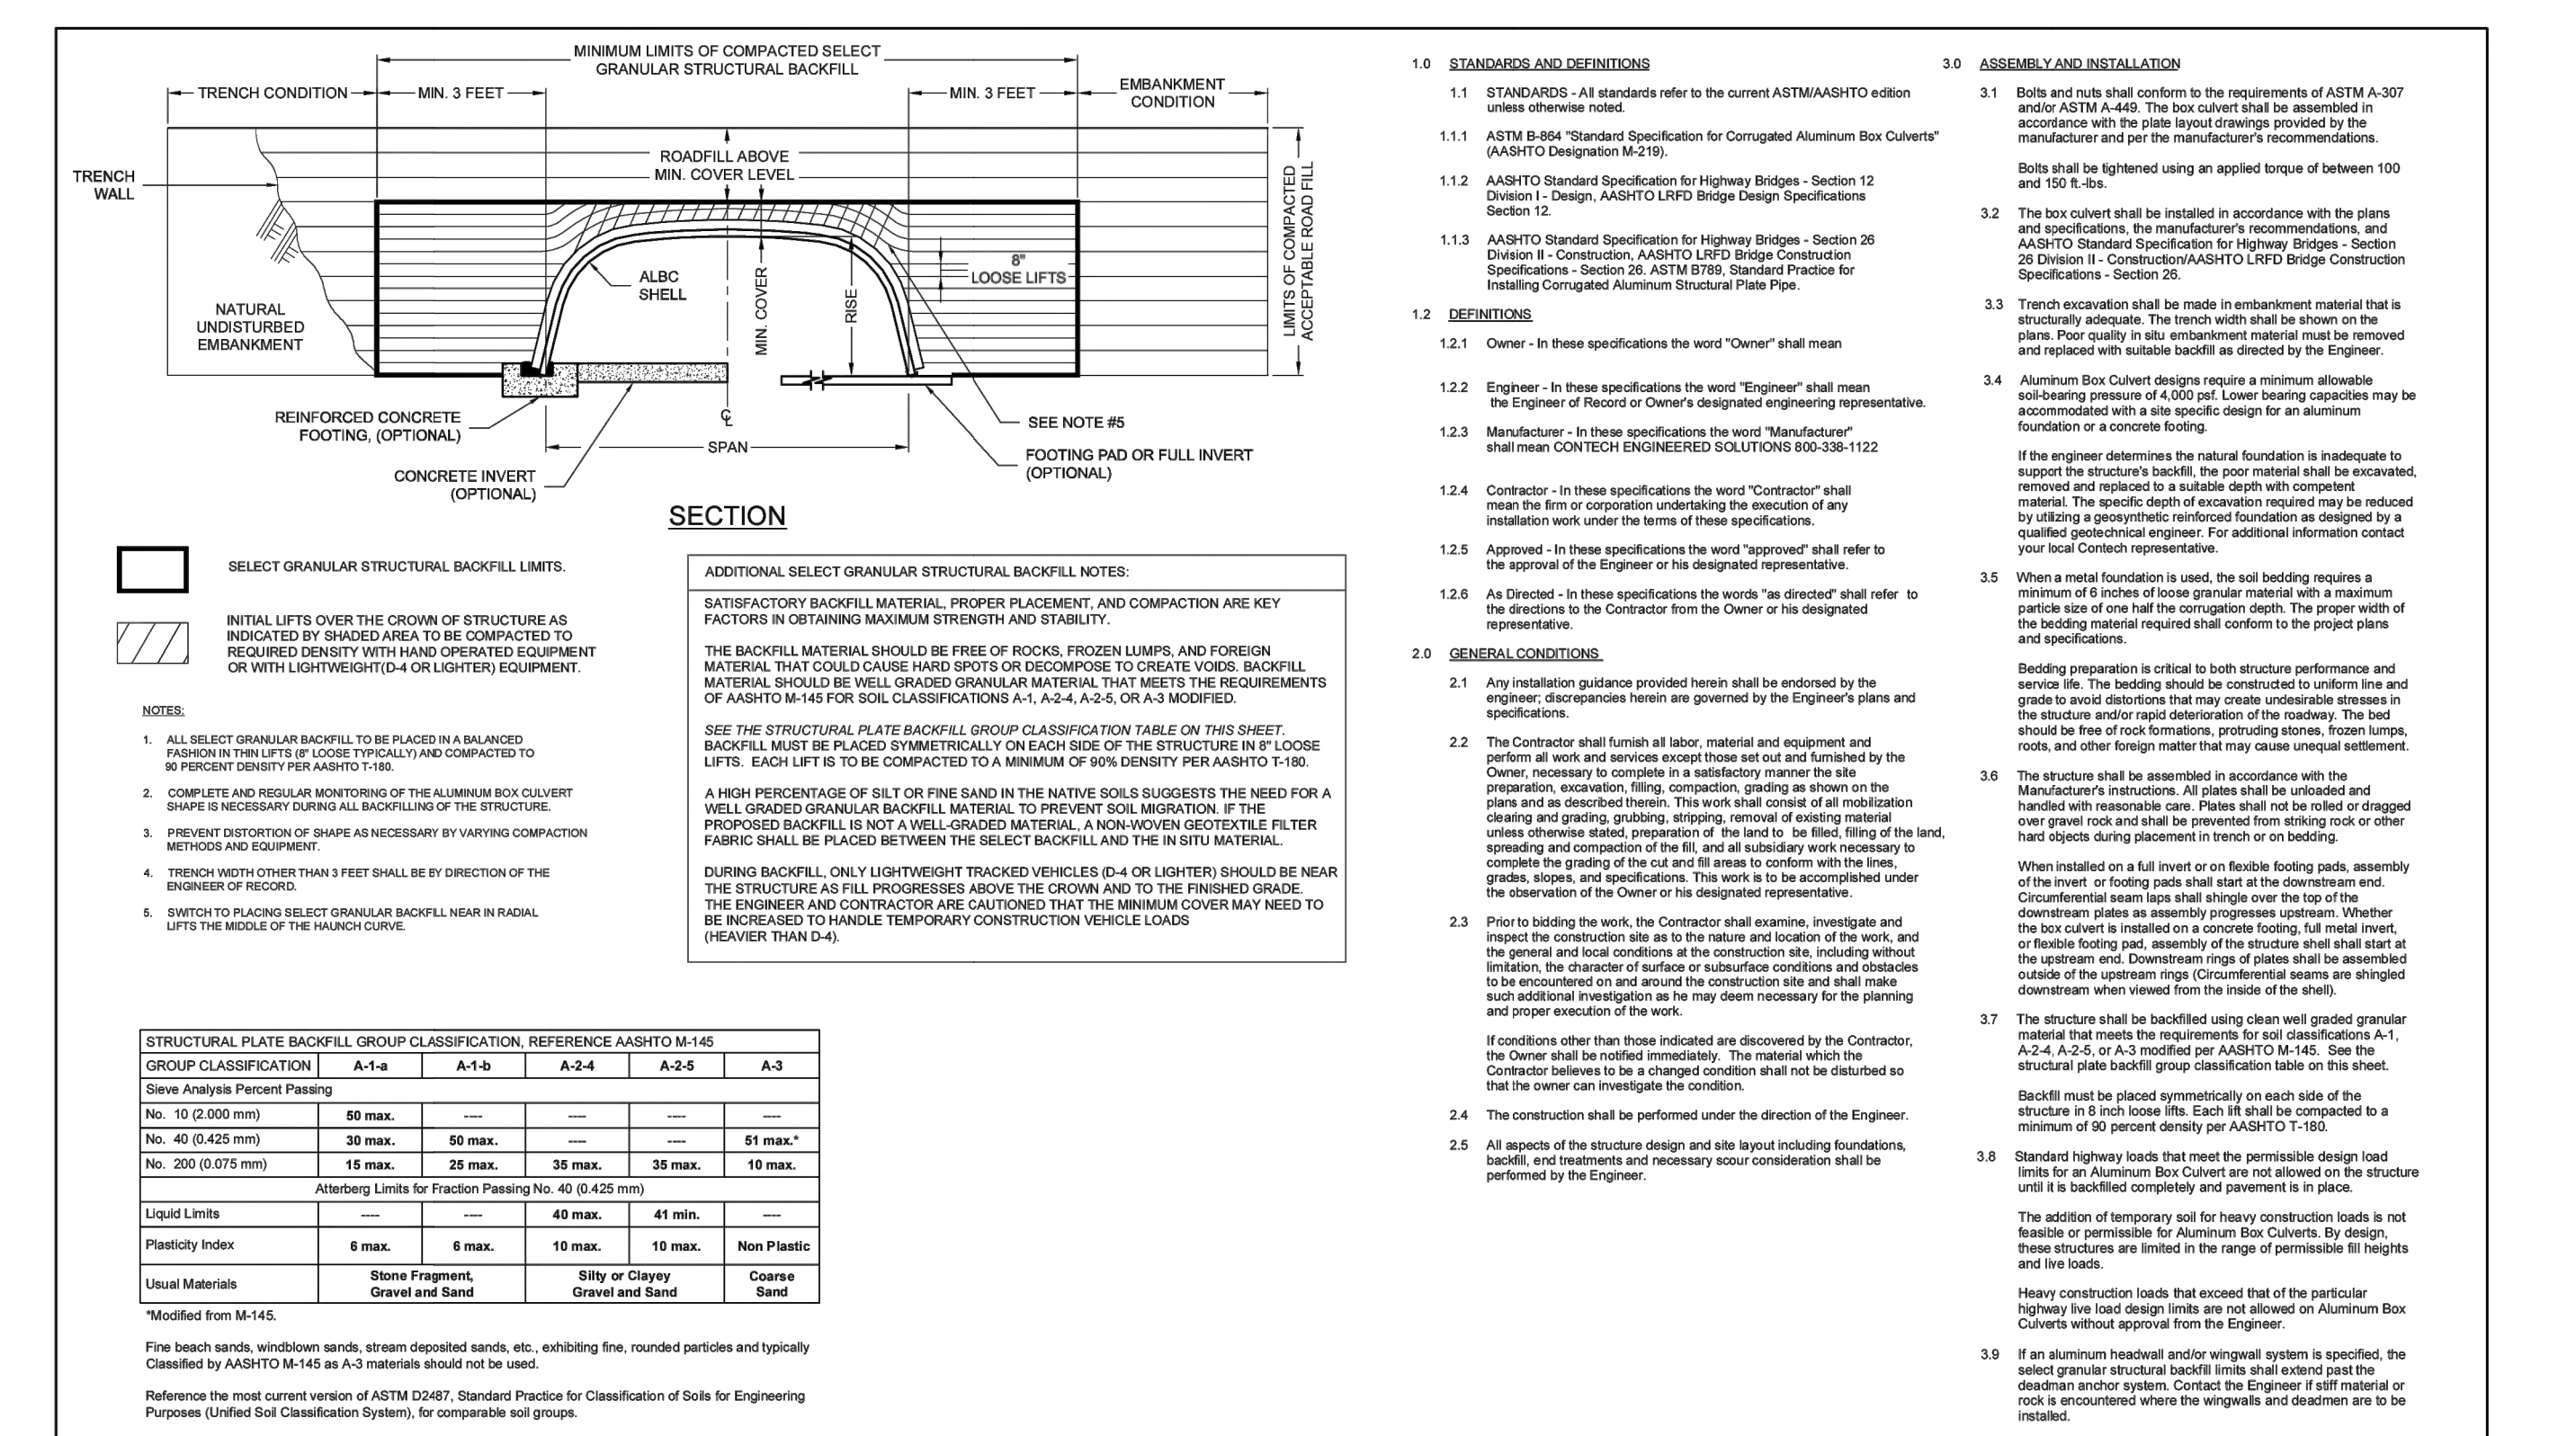 MINIMUM LIMITS OF COMPACTED SELECT
GRANULAR STRUCTURAL BACKFILL
TRENCH CONDITION
MIN. 3 FEET
MIN. 3 FEET
EMBANKMENT
CONDITION
ROADFILL ABOVE
MIN. COVER LEVEL
TRENCH
WALL
8"
LOOSE LIFTS
ALBC
SHELL
MIN. COVER
RISE
LIMITS OF COMPACTED
ACCEPTABLE ROAD FILL
NATURAL
UNDISTURBED
EMBANKMENT
REINFORCED CONCRETE
FOOTING, (OPTIONAL)
CONCRETE INVERT
(OPTIONAL)
SPAN
SEE NOTE #5
FOOTING PAD OR FULL INVERT
(OPTIONAL)
SECTION
SELECT GRANULAR STRUCTURAL BACKFILL LIMITS.
INITIAL LIFTS OVER THE CROWN OF STRUCTURE AS
INDICATED BY SHADED AREA TO BE COMPACTED TO
REQUIRED DENSITY WITH HAND OPERATED EQUIPMENT
OR WITH LIGHTWEIGHT(D-4 OR LIGHTER) EQUIPMENT.
NOTES:
1. ALL SELECT GRANULAR BACKFILL TO BE PLACED IN A BALANCED
FASHION IN THIN LIFTS (8" LOOSE TYPICALLY) AND COMPACTED TO
90 PERCENT DENSITY PER AASHTO T-180.
2. COMPLETE AND REGULAR MONITORING OF THE ALUMINUM BOX CULVERT
SHAPE IS NECESSARY DURING ALL BACKFILLING OF THE STRUCTURE.
3. PREVENT DISTORTION OF SHAPE AS NECESSARY BY VARYING COMPACTION
METHODS AND EQUIPMENT.
4. TRENCH WIDTH OTHER THAN 3 FEET SHALL BE BY DIRECTION OF THE
ENGINEER OF RECORD.
5. SWITCH TO PLACING SELECT GRANULAR BACKFILL NEAR IN RADIAL
LIFTS THE MIDDLE OF THE HAUNCH CURVE.
ADDITIONAL SELECT GRANULAR STRUCTURAL BACKFILL NOTES:
SATISFACTORY BACKFILL MATERIAL, PROPER PLACEMENT, AND COMPACTION ARE KEY
FACTORS IN OBTAINING MAXIMUM STRENGTH AND STABILITY.
THE BACKFILL MATERIAL SHOULD BE FREE OF ROCKS, FROZEN LUMPS, AND FOREIGN
MATERIAL THAT COULD CAUSE HARD SPOTS OR DECOMPOSE TO CREATE VOIDS. BACKFILL
MATERIAL SHOULD BE WELL GRADED GRANULAR MATERIAL THAT MEETS THE REQUIREMENTS
OF AASHTO M-145 FOR SOIL CLASSIFICATIONS A-1, A-2-4, A-2-5, OR A-3 MODIFIED.
SEE THE STRUCTURAL PLATE BACKFILL GROUP CLASSIFICATION TABLE ON THIS SHEET.
BACKFILL MUST BE PLACED SYMMETRICALLY ON EACH SIDE OF THE STRUCTURE IN 8" LOOSE
LIFTS. EACH LIFT IS TO BE COMPACTED TO A MINIMUM OF 90% DENSITY PER AASHTO T-180.
A HIGH PERCENTAGE OF SILT OR FINE SAND IN THE NATIVE SOILS SUGGESTS THE NEED FOR A
WELL GRADED GRANULAR BACKFILL MATERIAL TO PREVENT SOIL MIGRATION. IF THE
PROPOSED BACKFILL IS NOT A WELL-GRADED MATERIAL, A NON-WOVEN GEOTEXTILE FILTER
FABRIC SHALL BE PLACED BETWEEN THE SELECT BACKFILL AND THE IN SITU MATERIAL.
DURING BACKFILL, ONLY LIGHTWEIGHT TRACKED VEHICLES (D-4 OR LIGHTER) SHOULD BE NEAR
THE STRUCTURE AS FILL PROGRESSES ABOVE THE CROWN AND TO THE FINISHED GRADE.
THE ENGINEER AND CONTRACTOR ARE CAUTIONED THAT THE MINIMUM COVER MAY NEED TO
BE INCREASED TO HANDLE TEMPORARY CONSTRUCTION VEHICLE LOADS
(HEAVIER THAN D-4).
STRUCTURAL PLATE BACKFILL GROUP CLASSIFICATION, REFERENCE AASHTO M-145
GROUP CLASSIFICATION A-1-a A-1-b A-2-4 A-2-5 A-3
Sieve Analysis Percent Passing
No. 10 (2.000 mm) 50 max. ---- ---- ---- ----
No. 40 (0.425 mm) 30 max. 50 max. ---- ---- 51 max.*
No. 200 (0.075 mm) 15 max. 25 max. 35 max. 35 max. 10 max.
Atterberg Limits for Fraction Passing No. 40 (0.425 mm)
Liquid Limits ---- ---- 40 max. 41 min. ----
Plasticity Index 6 max. 6 max. 10 max. 10 max. Non Plastic
Usual Materials Stone Fragment, Gravel and Sand Silty or Clayey Gravel and Sand Coarse Sand
*Modified from M-145.
Fine beach sands, windblown sands, stream deposited sands, etc., exhibiting fine, rounded particles and typically
Classified by AASHTO M-145 as A-3 materials should not be used.
Reference the most current version of ASTM D2487, Standard Practice for Classification of Soils for Engineering
Purposes (Unified Soil Classification System), for comparable soil groups.
1.0 STANDARDS AND DEFINITIONS
1.1 STANDARDS - All standards refer to the current ASTM/AASHTO edition
unless otherwise noted.
1.1.1 ASTM B-864 "Standard Specification for Corrugated Aluminum Box Culverts"
(AASHTO Designation M-219).
1.1.2 AASHTO Standard Specification for Highway Bridges - Section 12
Division I - Design, AASHTO LRFD Bridge Design Specifications
Section 12.
1.1.3 AASHTO Standard Specification for Highway Bridges - Section 26
Division II - Construction, AASHTO LRFD Bridge Construction
Specifications - Section 26. ASTM B789, Standard Practice for
Installing Corrugated Aluminum Structural Plate Pipe.
1.2 DEFINITIONS
1.2.1 Owner - In these specifications the word "Owner" shall mean
1.2.2 Engineer - In these specifications the word "Engineer" shall mean
the Engineer of Record or Owner's designated engineering representative.
1.2.3 Manufacturer - In these specifications the word "Manufacturer"
shall mean CONTECH ENGINEERED SOLUTIONS 800-338-1122
1.2.4 Contractor - In these specifications the word "Contractor" shall
mean the firm or corporation undertaking the execution of any
installation work under the terms of these specifications.
1.2.5 Approved - In these specifications the word "approved" shall refer to
the approval of the Engineer or his designated representative.
1.2.6 As Directed - In these specifications the words "as directed" shall refer to
the directions to the Contractor from the Owner or his designated
representative.
2.0 GENERAL CONDITIONS
2.1 Any installation guidance provided herein shall be endorsed by the
engineer; discrepancies herein are governed by the Engineer's plans and
specifications.
2.2 The Contractor shall furnish all labor, material and equipment and
perform all work and services except those set out and furnished by the
Owner, necessary to complete in a satisfactory manner the site
preparation, excavation, filling, compaction, grading as shown on the
plans and as described therein. This work shall consist of all mobilization
clearing and grading, grubbing, stripping, removal of existing material
unless otherwise stated, preparation of the land to be filled, filling of the land,
spreading and compaction of the fill, and all subsidiary work necessary to
complete the grading of the cut and fill areas to conform with the lines,
grades, slopes, and specifications. This work is to be accomplished under
the observation of the Owner or his designated representative.
2.3 Prior to bidding the work, the Contractor shall examine, investigate and
inspect the construction site as to the nature and location of the work, and
the general and local conditions at the construction site, including without
limitation, the character of surface or subsurface conditions and obstacles
to be encountered on and around the construction site and shall make
such additional investigation as he may deem necessary for the planning
and proper execution of the work.
If conditions other than those indicated are discovered by the Contractor,
the Owner shall be notified immediately. The material which the
Contractor believes to be a changed condition shall not be disturbed so
that the owner can investigate the condition.
2.4 The construction shall be performed under the direction of the Engineer.
2.5 All aspects of the structure design and site layout including foundations,
backfill, end treatments and necessary scour consideration shall be
performed by the Engineer.
3.0 ASSEMBLY AND INSTALLATION
3.1 Bolts and nuts shall conform to the requirements of ASTM A-307
and/or ASTM A-449. The box culvert shall be assembled in
accordance with the plate layout drawings provided by the
manufacturer and per the manufacturer's recommendations.
Bolts shall be tightened using an applied torque of between 100
and 150 ft.-lbs.
3.2 The box culvert shall be installed in accordance with the plans
and specifications, the manufacturer's recommendations, and
AASHTO Standard Specification for Highway Bridges - Section
26 Division II - Construction/AASHTO LRFD Bridge Construction
Specifications - Section 26.
3.3 Trench excavation shall be made in embankment material that is
structurally adequate. The trench width shall be shown on the
plans. Poor quality in situ embankment material must be removed
and replaced with suitable backfill as directed by the Engineer.
3.4 Aluminum Box Culvert designs require a minimum allowable
soil-bearing pressure of 4,000 psf. Lower bearing capacities may be
accommodated with a site specific design for an aluminum
foundation or a concrete footing.
If the engineer determines the natural foundation is inadequate to
support the structure's backfill, the poor material shall be excavated,
removed and replaced to a suitable depth with competent
material. The specific depth of excavation required may be reduced
by utilizing a geosynthetic reinforced foundation as designed by a
qualified geotechnical engineer. For additional information contact
your local Contech representative.
3.5 When a metal foundation is used, the soil bedding requires a
minimum of 6 inches of loose granular material with a maximum
particle size of one half the corrugation depth. The proper width of
the bedding material required shall conform to the project plans
and specifications.
Bedding preparation is critical to both structure performance and
service life. The bedding should be constructed to uniform line and
grade to avoid distortions that may create undesirable stresses in
the structure and/or rapid deterioration of the roadway. The bed
should be free of rock formations, protruding stones, frozen lumps,
roots, and other foreign matter that may cause unequal settlement.
3.6 The structure shall be assembled in accordance with the
Manufacturer's instructions. All plates shall be unloaded and
handled with reasonable care. Plates shall not be rolled or dragged
over gravel rock and shall be prevented from striking rock or other
hard objects during placement in trench or on bedding.
When installed on a full invert or on flexible footing pads, assembly
of the invert or footing pads shall start at the downstream end.
Circumferential seam laps shall shingle over the top of the
downstream plates as assembly progresses upstream. Whether
the box culvert is installed on a concrete footing, full metal invert,
or flexible footing pad, assembly of the structure shell shall start at
the upstream end. Downstream rings of plates shall be assembled
outside of the upstream rings (Circumferential seams are shingled
downstream when viewed from the inside of the shell).
3.7 The structure shall be backfilled using clean well graded granular
material that meets the requirements for soil classifications A-1,
A-2-4, A-2-5, or A-3 modified per AASHTO M-145. See the
structural plate backfill group classification table on this sheet.
Backfill must be placed symmetrically on each side of the
structure in 8 inch loose lifts. Each lift shall be compacted to a
minimum of 90 percent density per AASHTO T-180.
3.8 Standard highway loads that meet the permissible design load
limits for an Aluminum Box Culvert are not allowed on the structure
until it is backfilled completely and pavement is in place.
The addition of temporary soil for heavy construction loads is not
feasible or permissible for Aluminum Box Culverts. By design,
these structures are limited in the range of permissible fill heights
and live loads.
Heavy construction loads that exceed that of the particular
highway live load design limits are not allowed on Aluminum Box
Culverts without approval from the Engineer.
3.9 If an aluminum headwall and/or wingwall system is specified, the
select granular structural backfill limits shall extend past the
deadman anchor system. Contact the Engineer if stiff material or
rock is encountered where the wingwalls and deadmen are to be
installed.